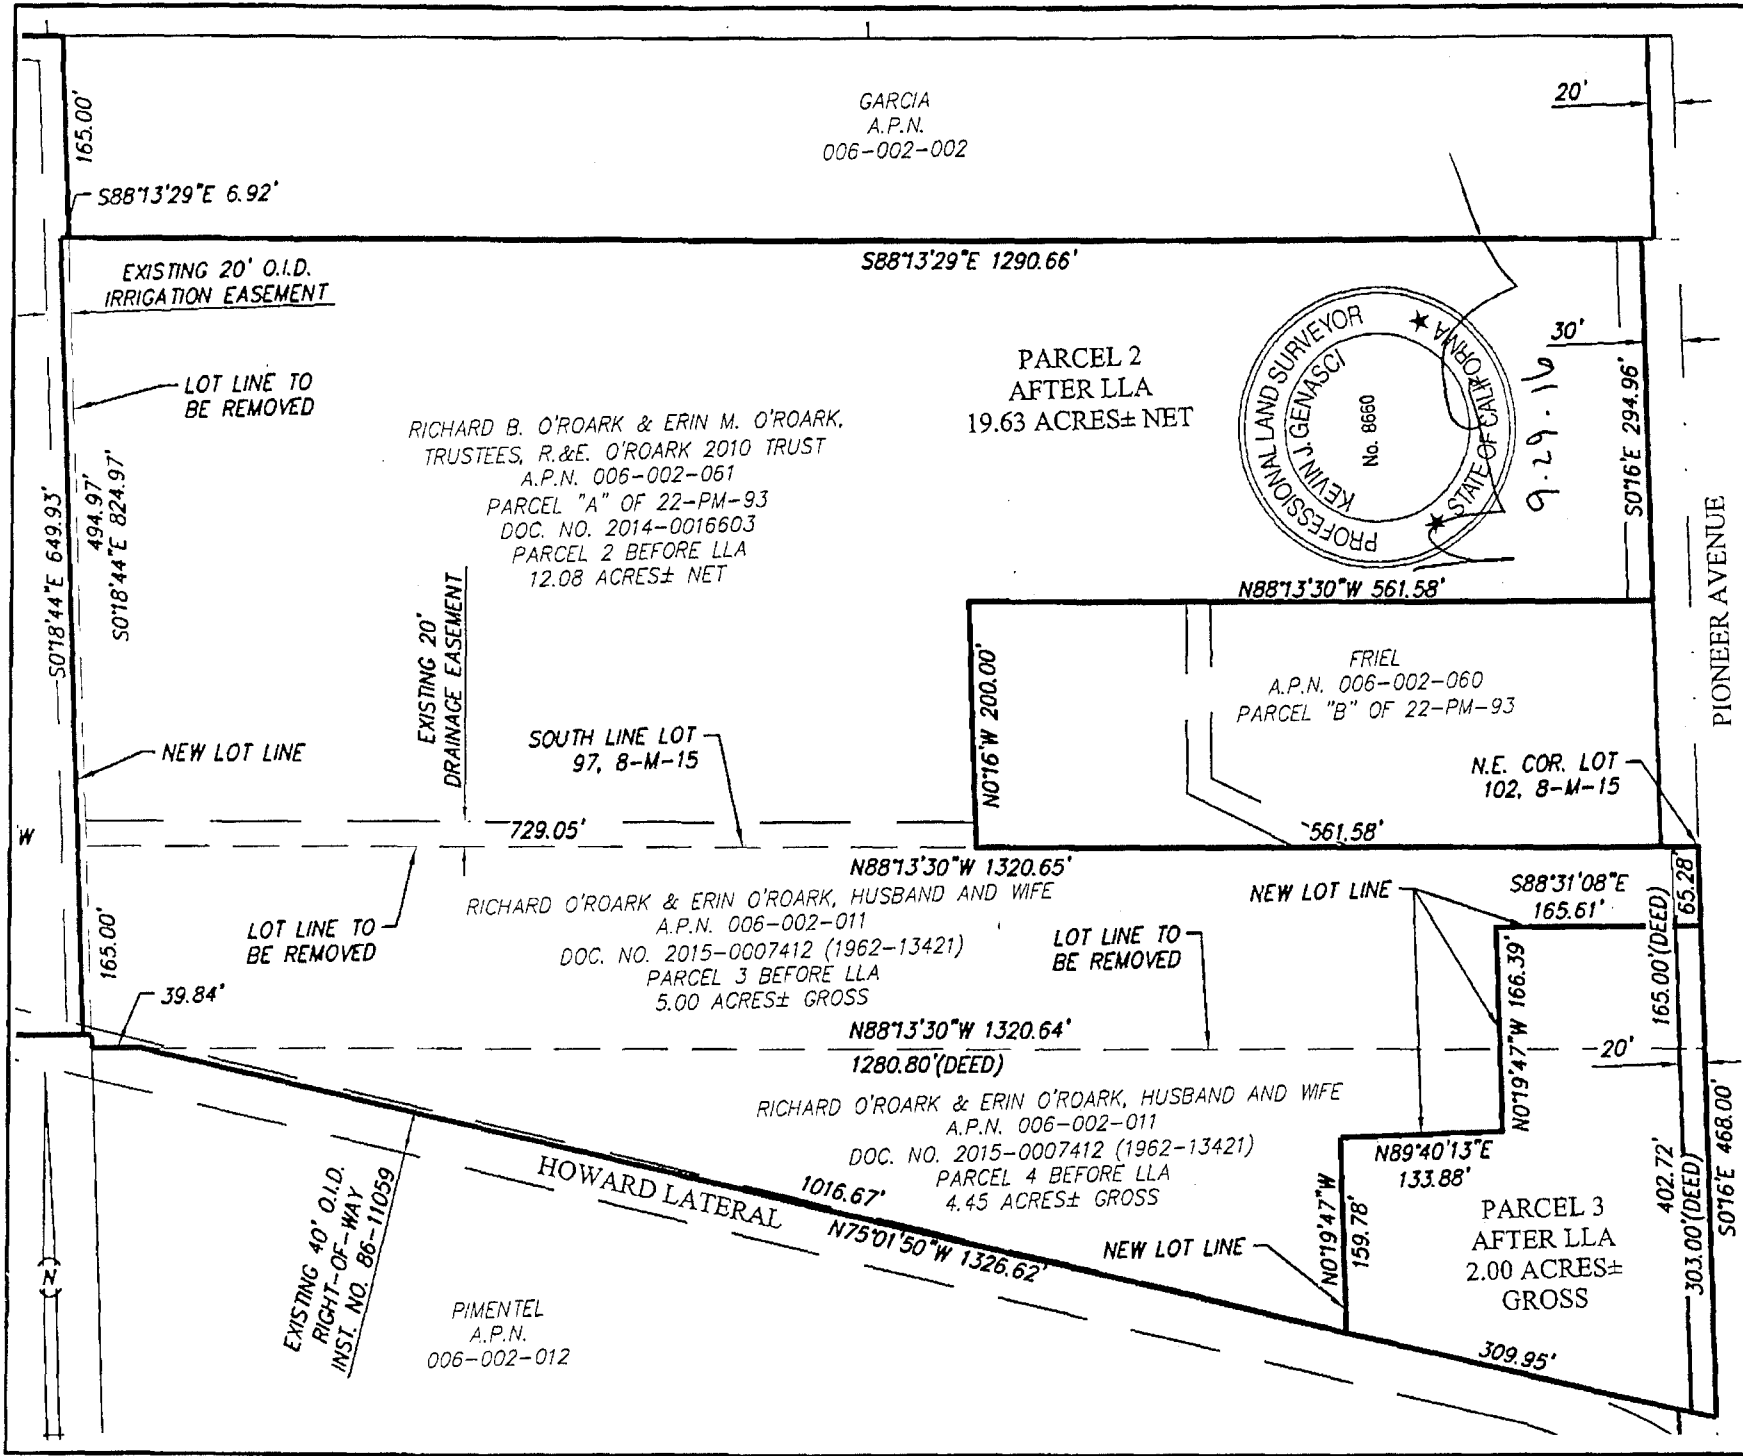 GARCIA
A.P.N.
006-002-002
20'
165.00'
S88°13'29"E 6.92'
S88°13'29"E 1290.66'
EXISTING 20' O.I.D.
IRRIGATION EASEMENT
LOT LINE TO
BE REMOVED
PARCEL 2
AFTER LLA
19.63 ACRES± NET
PROFESSIONAL LAND SURVEYOR
KEVIN J. GENASCI
No. 8660
STATE OF CALIFORNIA
9.29.16
30'
S0°16'E 294.96'
PIONEER AVENUE
RICHARD B. O'ROARK & ERIN M. O'ROARK,
TRUSTEES, R.&E. O'ROARK 2010 TRUST
A.P.N. 006-002-061
PARCEL "A" OF 22-PM-93
DOC. NO. 2014-0016603
PARCEL 2 BEFORE LLA
12.08 ACRES± NET
S0°18'44"E 649.93'
494.97'
S0°18'44"E 824.97'
EXISTING 20'
DRAINAGE EASEMENT
N88°13'30"W 561.58'
N0°16'W 200.00'
FRIEL
A.P.N. 006-002-060
PARCEL "B" OF 22-PM-93
NEW LOT LINE
SOUTH LINE LOT
97, 8-M-15
N.E. COR. LOT
102, 8-M-15
W
729.05'
561.58'
N88°13'30"W 1320.65'
RICHARD O'ROARK & ERIN O'ROARK, HUSBAND AND WIFE
A.P.N. 006-002-011
DOC. NO. 2015-0007412 (1962-13421)
PARCEL 3 BEFORE LLA
5.00 ACRES± GROSS
NEW LOT LINE
S88°31'08"E
165.61'
65.28'
165.00'(DEED)
LOT LINE TO
BE REMOVED
LOT LINE TO
BE REMOVED
165.00'
39.84'
N0°19'47"W 166.39'
N88°13'30"W 1320.64'
1280.80'(DEED)
20'
RICHARD O'ROARK & ERIN O'ROARK, HUSBAND AND WIFE
A.P.N. 006-002-011
DOC. NO. 2015-0007412 (1962-13421)
PARCEL 4 BEFORE LLA
4.45 ACRES± GROSS
N89°40'13"E
133.88'
402.72'
303.00'(DEED)
S0°16'E 468.00'
HOWARD LATERAL
1016.67'
N75°01'50"W 1326.62'
NEW LOT LINE
N0°19'47"W
159.78'
PARCEL 3
AFTER LLA
2.00 ACRES±
GROSS
309.95'
EXISTING 40' O.I.D.
RIGHT-OF-WAY
INST. NO. 86-11059
PIMENTEL
A.P.N.
006-002-012
N